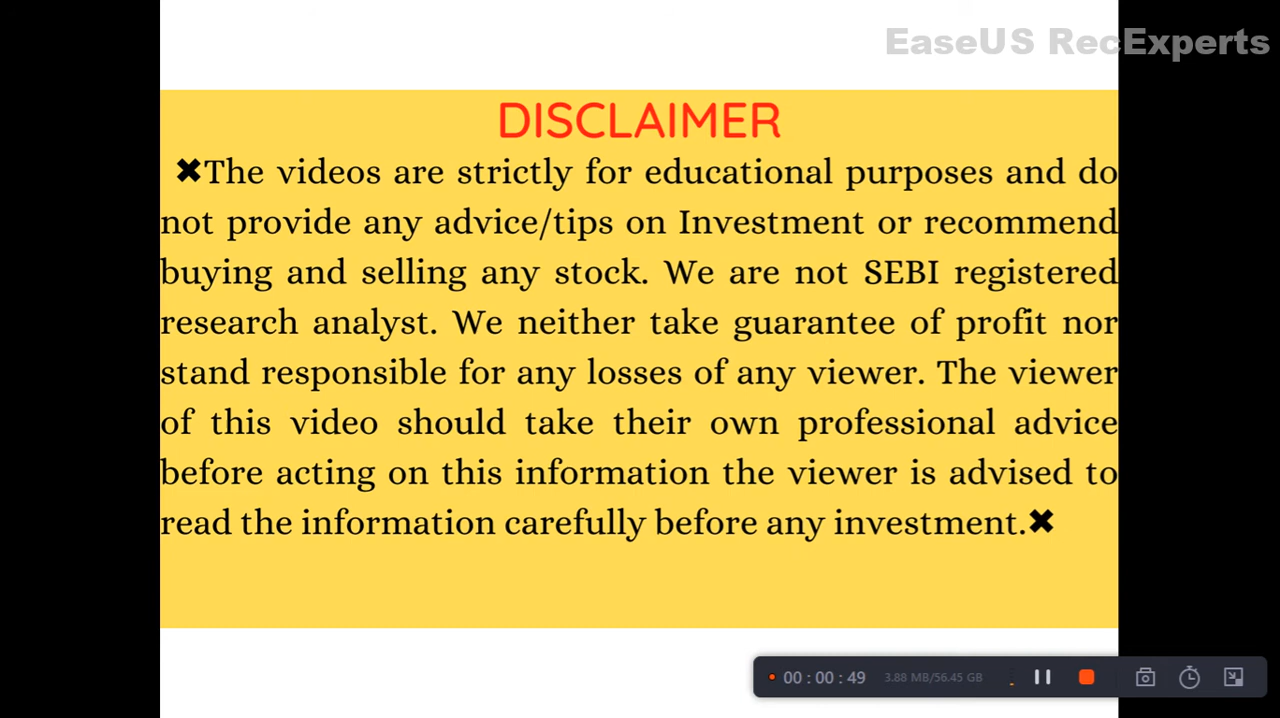 EaseUS RecExperts
DISCLAIMER
✖The videos are strictly for educational purposes and do
not provide any advice/tips on Investment or recommend
buying and selling any stock. We are not SEBI registered
research analyst. We neither take guarantee of profit nor
stand responsible for any losses of any viewer. The viewer
of this video should take their own professional advice
before acting on this information the viewer is advised to
read the information carefully before any investment.✖
00 : 00 : 49 3.88 MB/56.45 GB